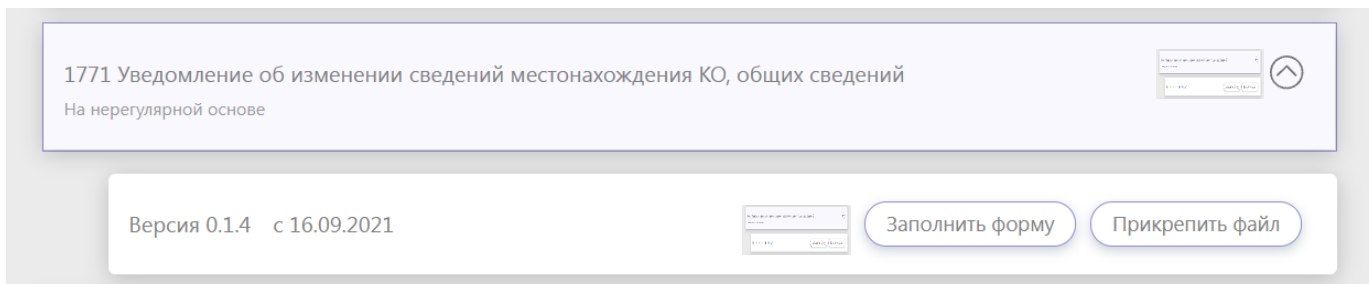 1771 Уведомление об изменении сведений местонахождения КО, общих сведений
На нерегулярной основе
Версия 0.1.4 с 16.09.2021
Заполнить форму
Прикрепить файл